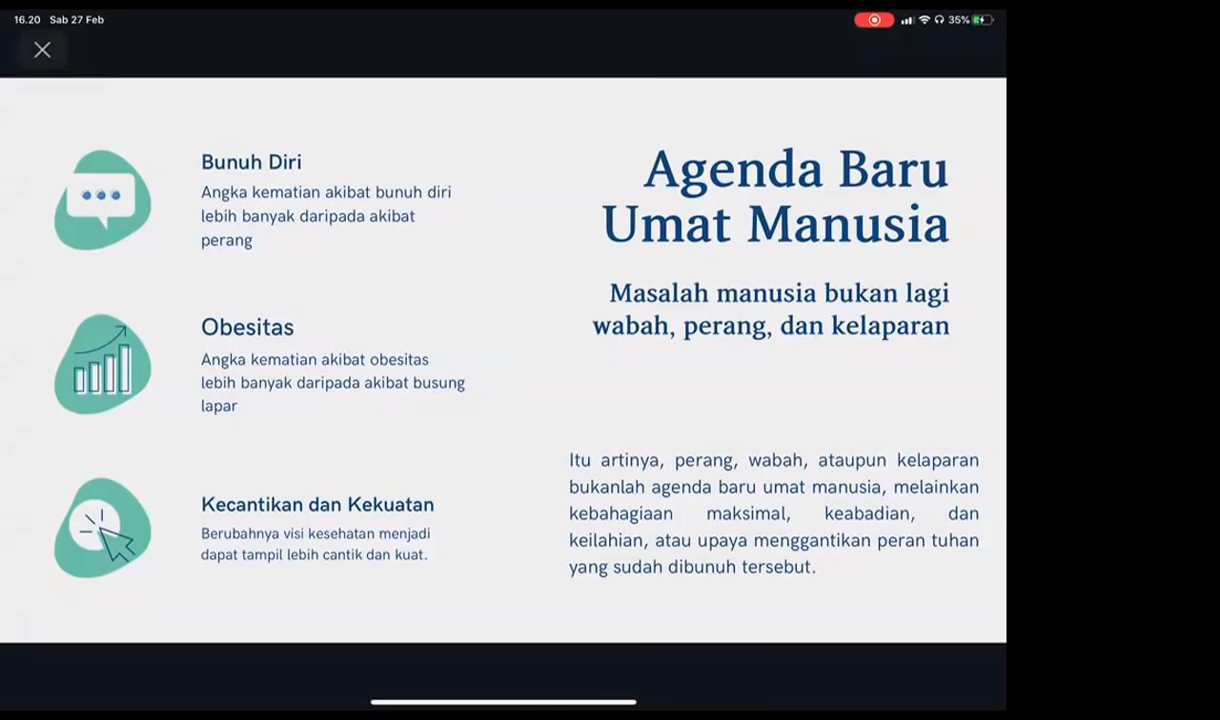 16.20 Sab 27 Feb
35%
Bunuh Diri
Angka kematian akibat bunuh diri
lebih banyak daripada akibat
perang
Obesitas
Angka kematian akibat obesitas
lebih banyak daripada akibat busung
lapar
Kecantikan dan Kekuatan
Berubahnya visi kesehatan menjadi
dapat tampil lebih cantik dan kuat.
Agenda Baru
Umat Manusia
Masalah manusia bukan lagi
wabah, perang, dan kelaparan
Itu artinya, perang, wabah, ataupun kelaparan
bukanlah agenda baru umat manusia, melainkan
kebahagiaan maksimal, keabadian, dan
keilahian, atau upaya menggantikan peran tuhan
yang sudah dibunuh tersebut.